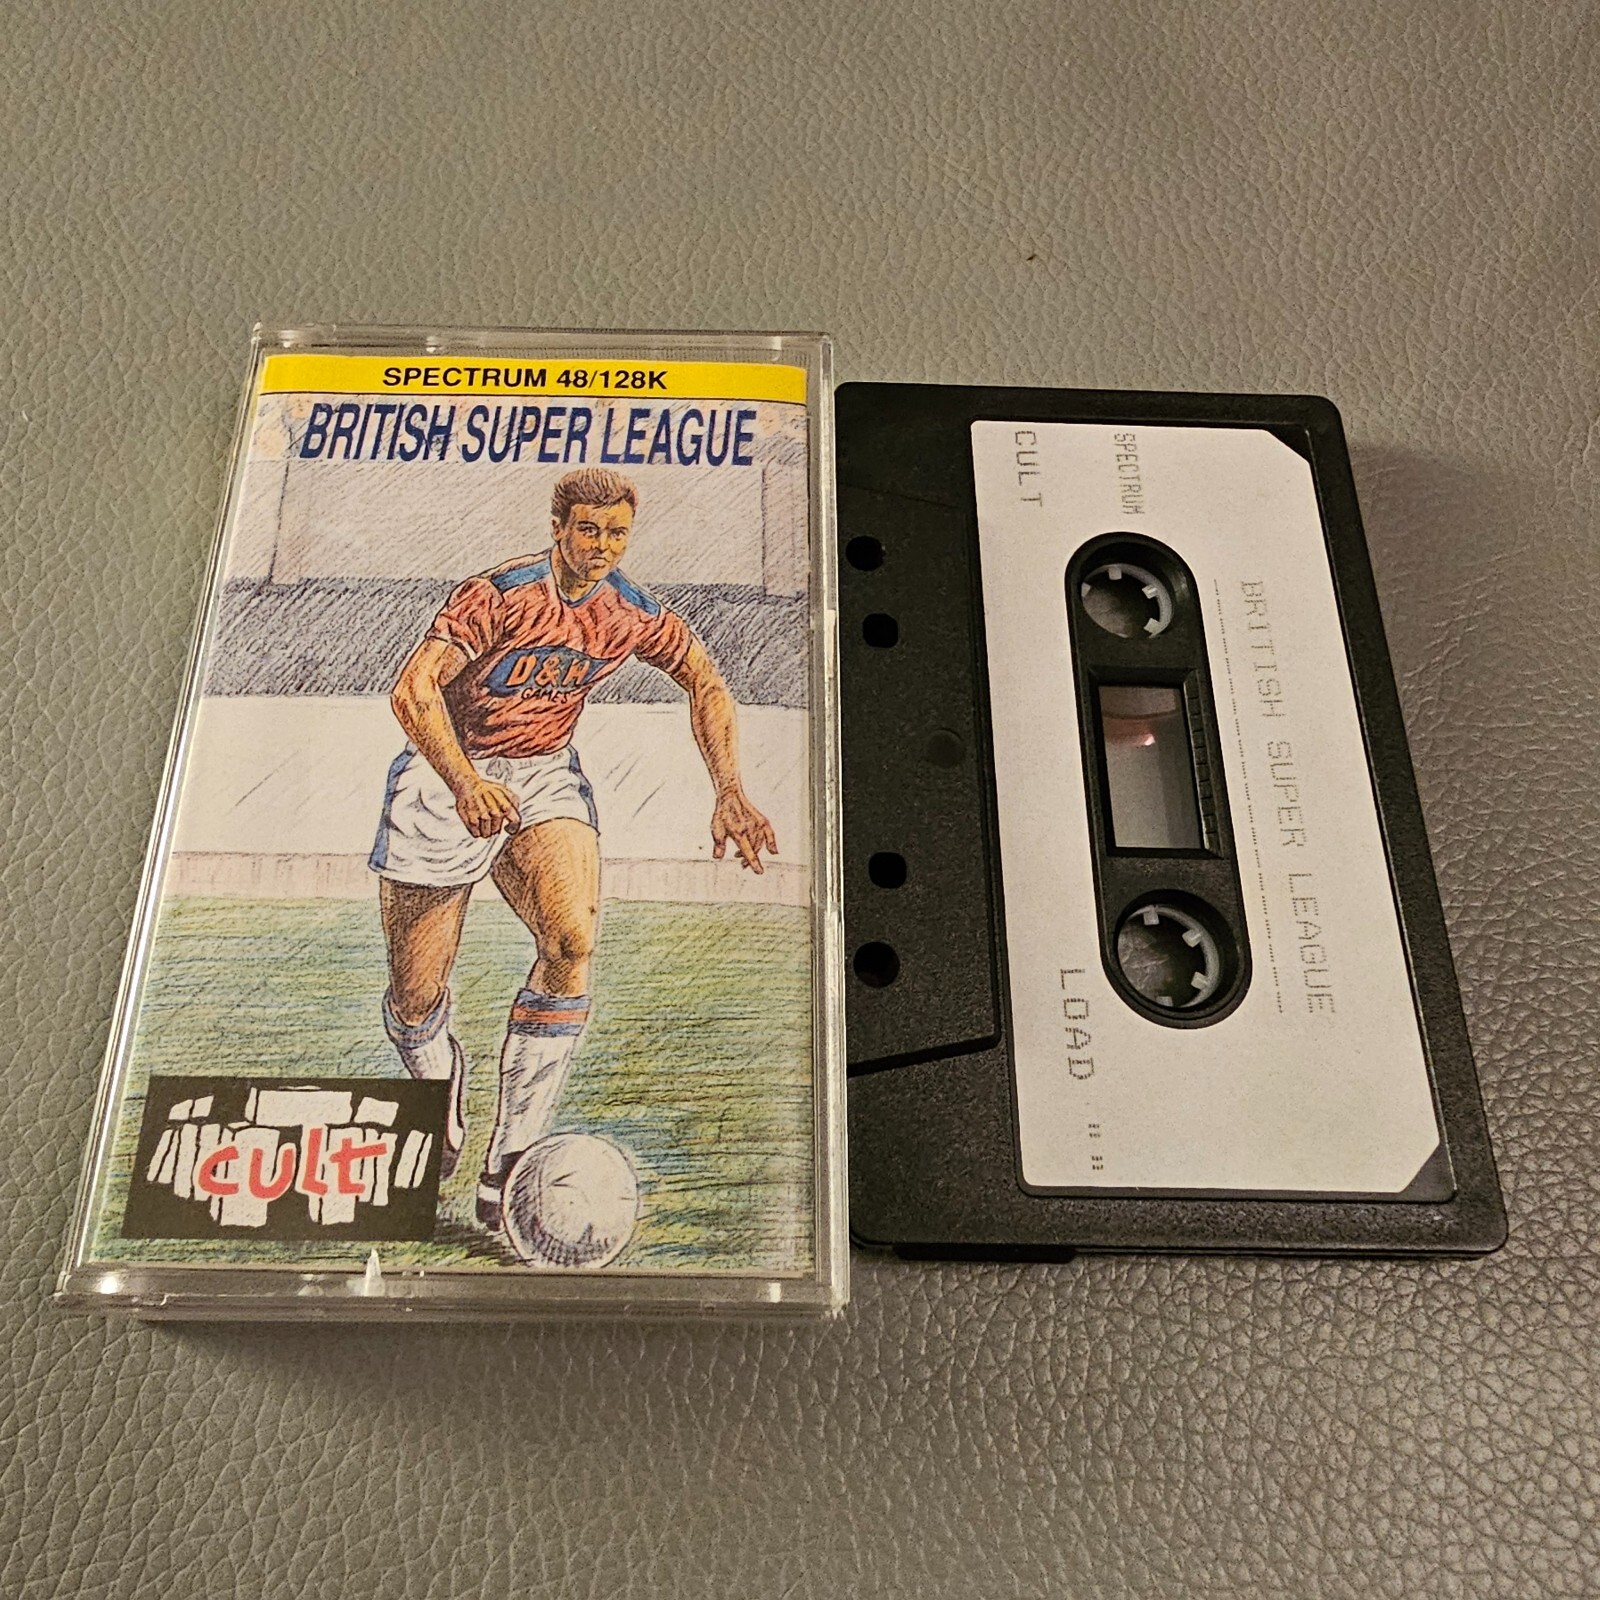 SPECTRUM 48/128K
BRITISH SUPER LEAGUE
D&H
GAMES
cult
SPECTRUM
CULT
BRITISH SUPER LEAGUE
LOAD " "